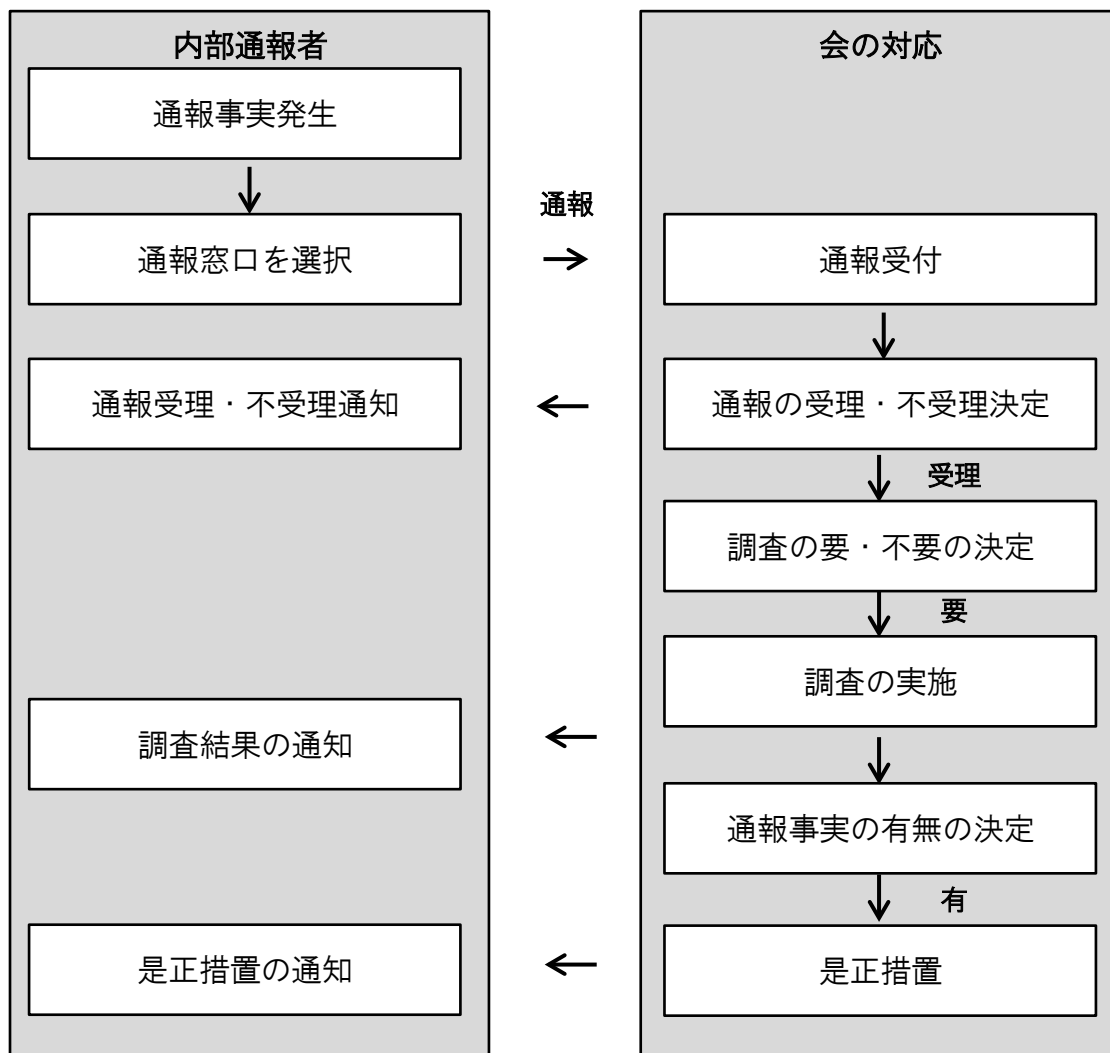 内部通報者
会の対応
通報事実発生
通報
通報窓口を選択
通報受付
通報受理・不受理通知
通報の受理・不受理決定
受理
調査の要・不要の決定
要
調査の実施
調査結果の通知
通報事実の有無の決定
有
是正措置の通知
是正措置